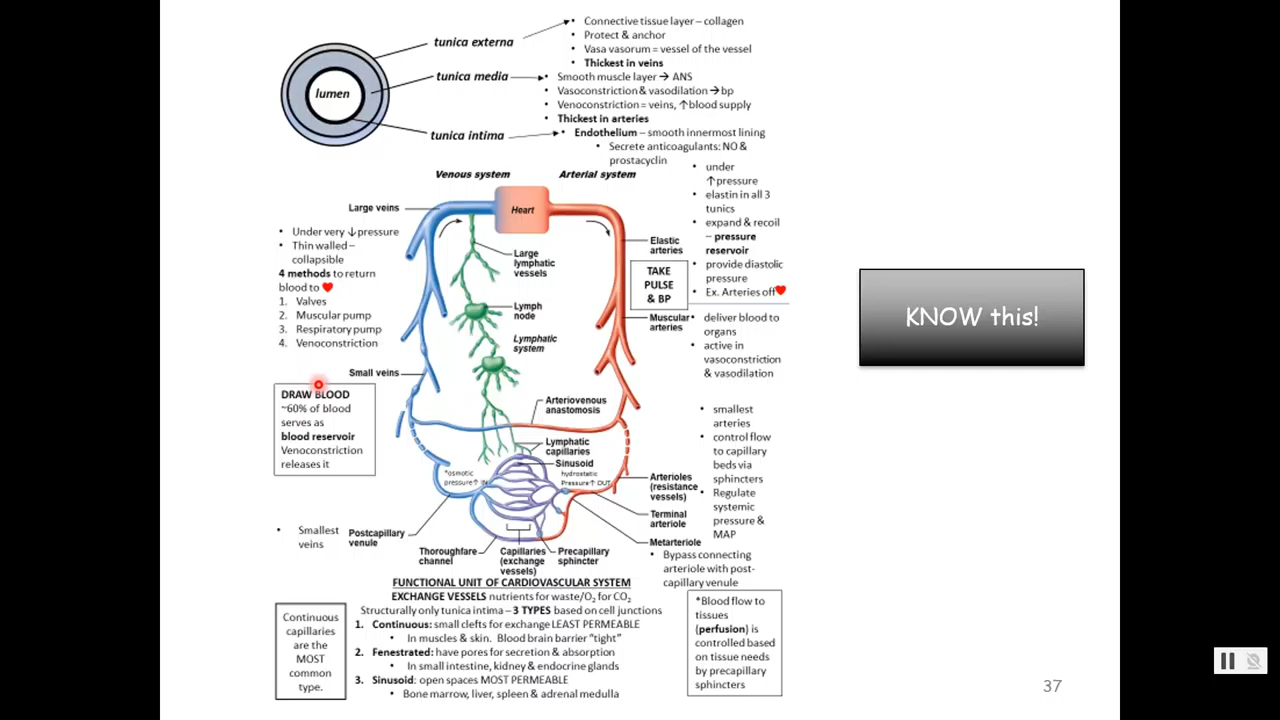 • Connective tissue layer – collagen
• Protect & anchor
• Vasa vasorum = vessel of the vessel
• Thickest in veins
tunica externa
tunica media
• Smooth muscle layer → ANS
• Vasoconstriction & vasodilation → bp
• Venoconstriction = veins, ↑blood supply
• Thickest in arteries
lumen
tunica intima
• Endothelium – smooth innermost lining
• Secrete anticoagulants: NO &
prostacyclin
Venous system
Arterial system
• under
↑pressure
• elastin in all 3
tunics
• expand & recoil
– pressure
reservoir
• provide diastolic
pressure
• Ex. Arteries off❤
Large veins
Heart
• Under very ↓pressure
• Thin walled –
collapsible
4 methods to return
blood to ❤
1. Valves
2. Muscular pump
3. Respiratory pump
4. Venoconstriction
Large
lymphatic
vessels
Elastic
arteries
TAKE
PULSE
& BP
Lymph
node
Lymphatic
system
Muscular
arteries
• deliver blood to
organs
• active in
vasoconstriction
& vasodilation
KNOW this!
Small veins
DRAW BLOOD
~60% of blood
serves as
blood reservoir
Venoconstriction
releases it
Arteriovenous
anastomosis
• smallest
arteries
• control flow
to capillary
beds via
sphincters
• Regulate
systemic
pressure &
MAP
Lymphatic
capillaries
Sinusoid
*osmotic
pressure↑ IN
hydrostatic
Pressure↑ OUT
Arterioles
(resistance
vessels)
Terminal
arteriole
Metarteriole
• Bypass connecting
arteriole with post-
capillary venule
• Smallest
veins
Postcapillary
venule
Thoroughfare
channel
Capillaries
(exchange
vessels)
Precapillary
sphincter
FUNCTIONAL UNIT OF CARDIOVASCULAR SYSTEM
EXCHANGE VESSELS nutrients for waste/O₂ for CO₂
Structurally only tunica intima – 3 TYPES based on cell junctions
1. Continuous: small clefts for exchange LEAST PERMEABLE
• In muscles & skin. Blood brain barrier “tight”
2. Fenestrated: have pores for secretion & absorption
• In small intestine, kidney & endocrine glands
3. Sinusoid: open spaces MOST PERMEABLE
• Bone marrow, liver, spleen & adrenal medulla
Continuous
capillaries
are the
MOST
common
type.
*Blood flow to
tissues
(perfusion) is
controlled based
on tissue needs
by precapillary
sphincters
37